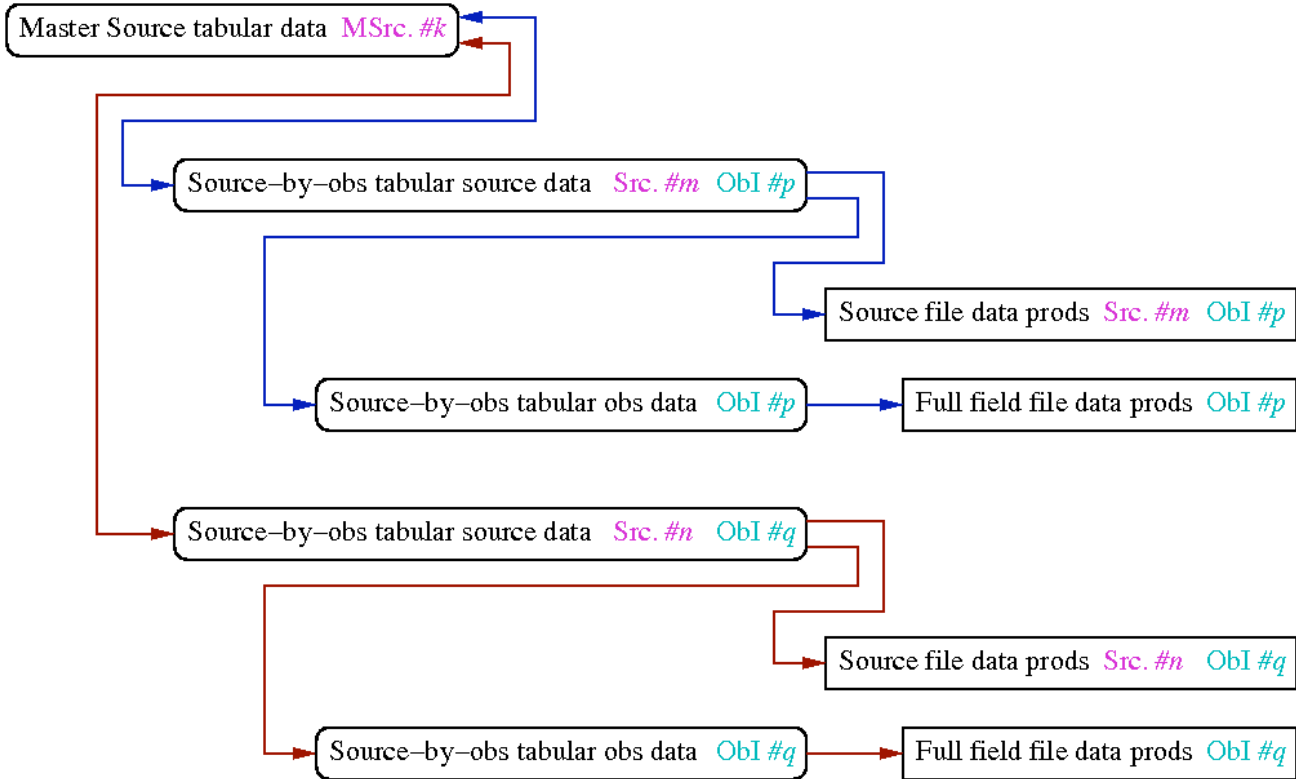 Master Source tabular data MSrc. #k
Source–by–obs tabular source data Src. #m ObI #p
Source file data prods Src. #m ObI #p
Source–by–obs tabular obs data ObI #p Full field file data prods ObI #p
Source–by–obs tabular source data Src. #n ObI #q
Source file data prods Src. #n ObI #q
Source–by–obs tabular obs data ObI #q Full field file data prods ObI #q